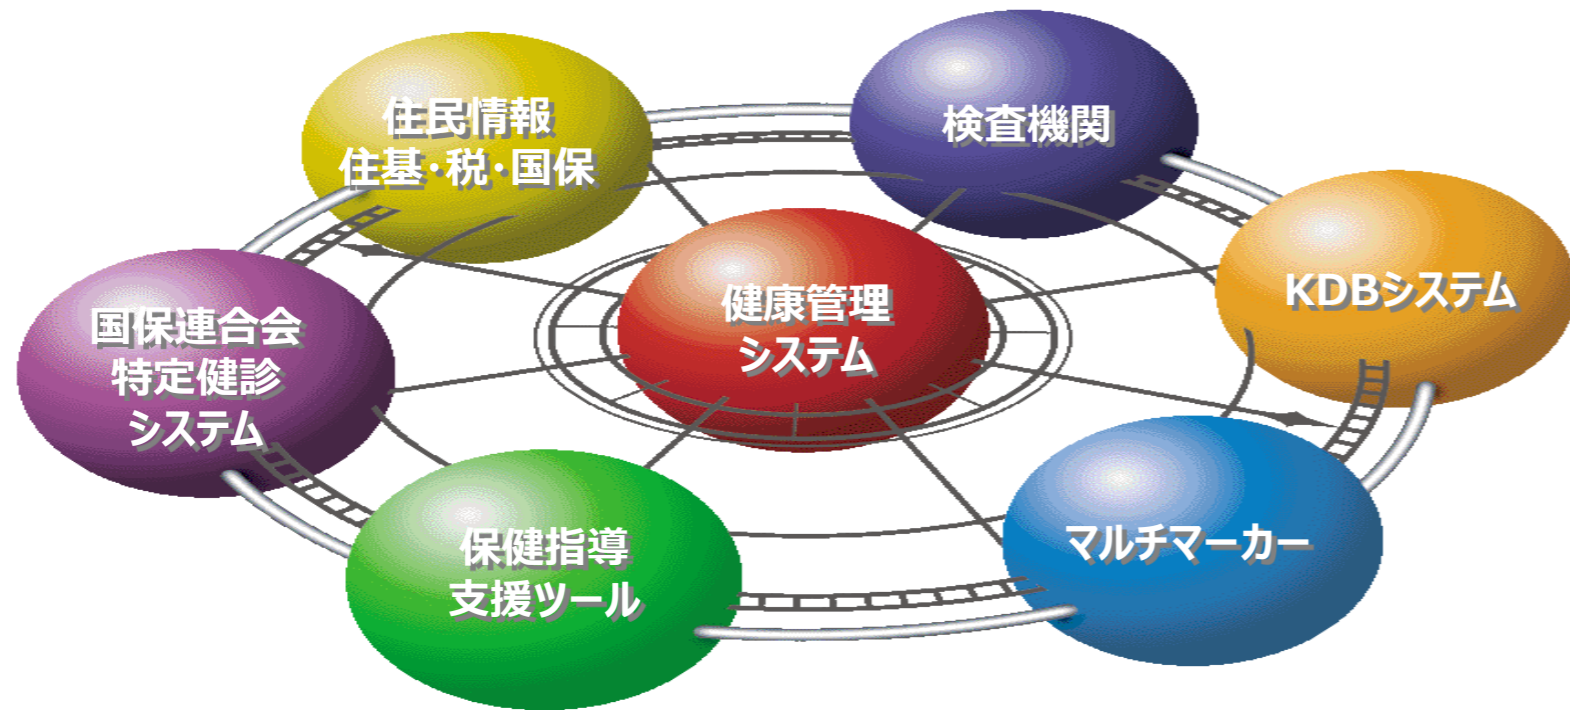 住民情報
住基・税・国保
検査機関
KDBシステム
健康管理
システム
国保連合会
特定健診
システム
保健指導
支援ツール
マルチマーカー